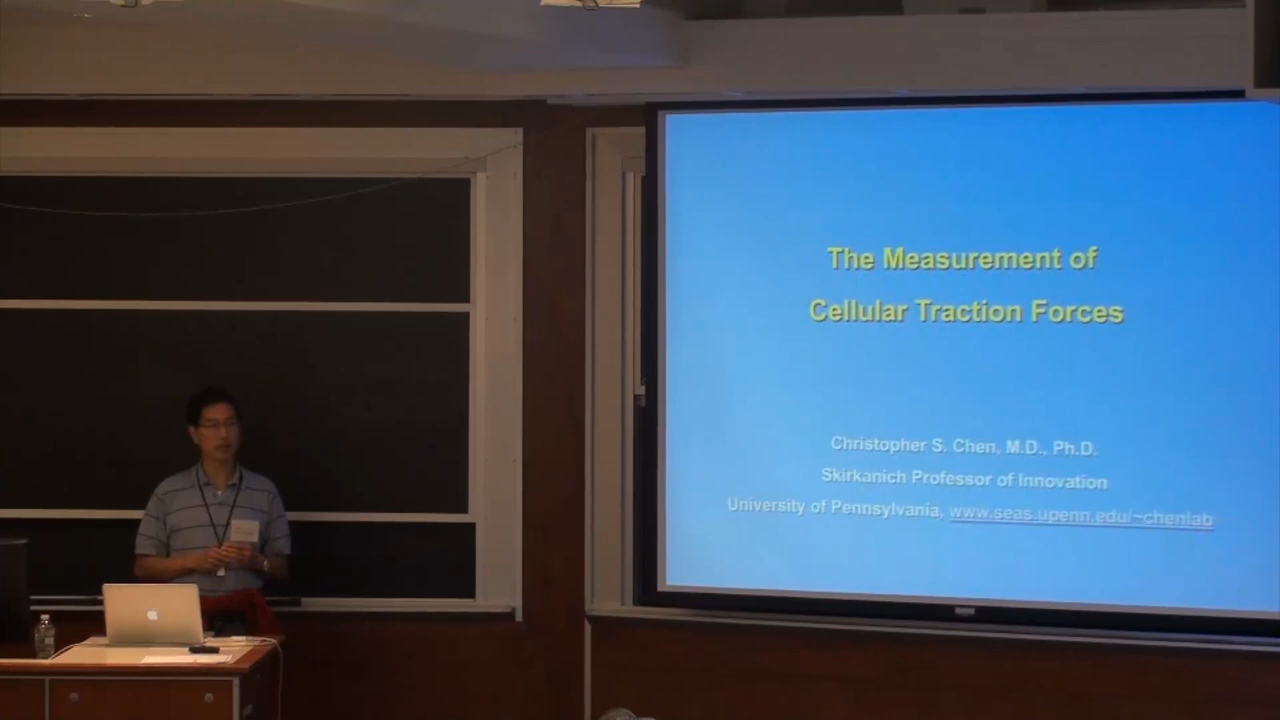 The Measurement of
Cellular Traction Forces
Christopher S. Chen, M.D., Ph.D.
Skirkanich Professor of Innovation
University of Pennsylvania, www.seas.upenn.edu/~chenlab